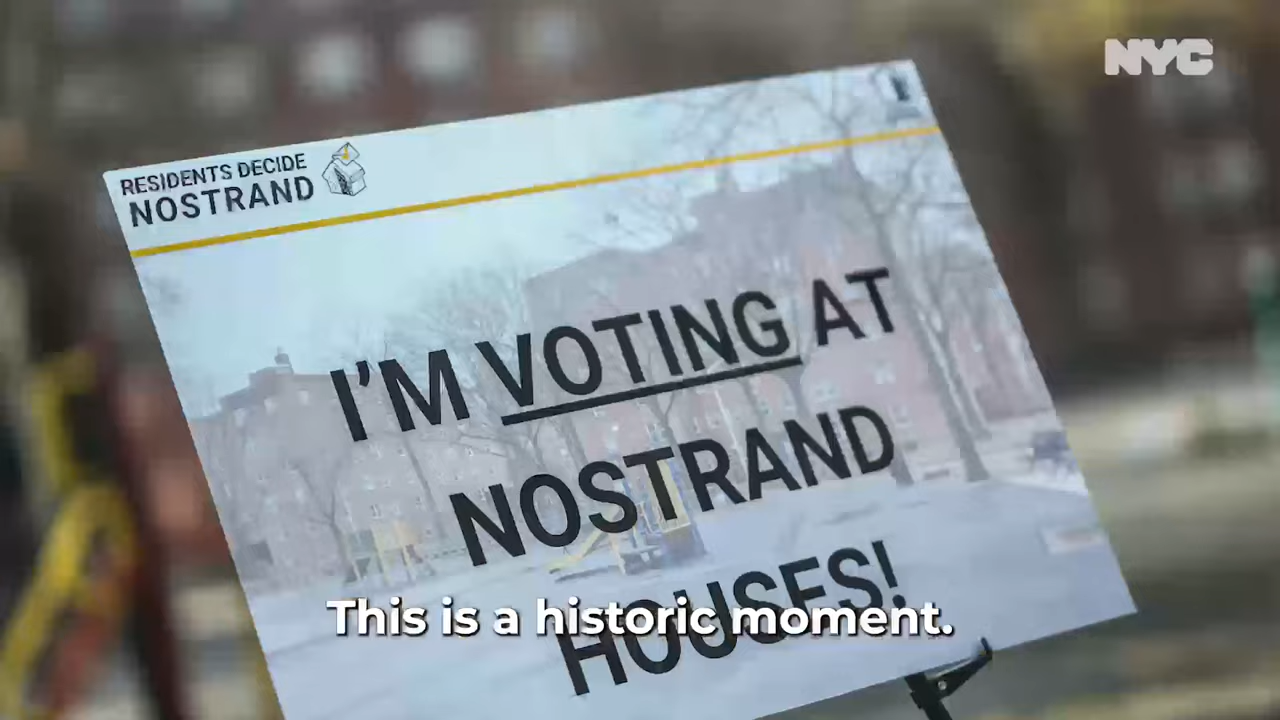 NYC
RESIDENTS DECIDE
NOSTRAND
I'M VOTING AT
NOSTRAND
HOUSES!
This is a historic moment.